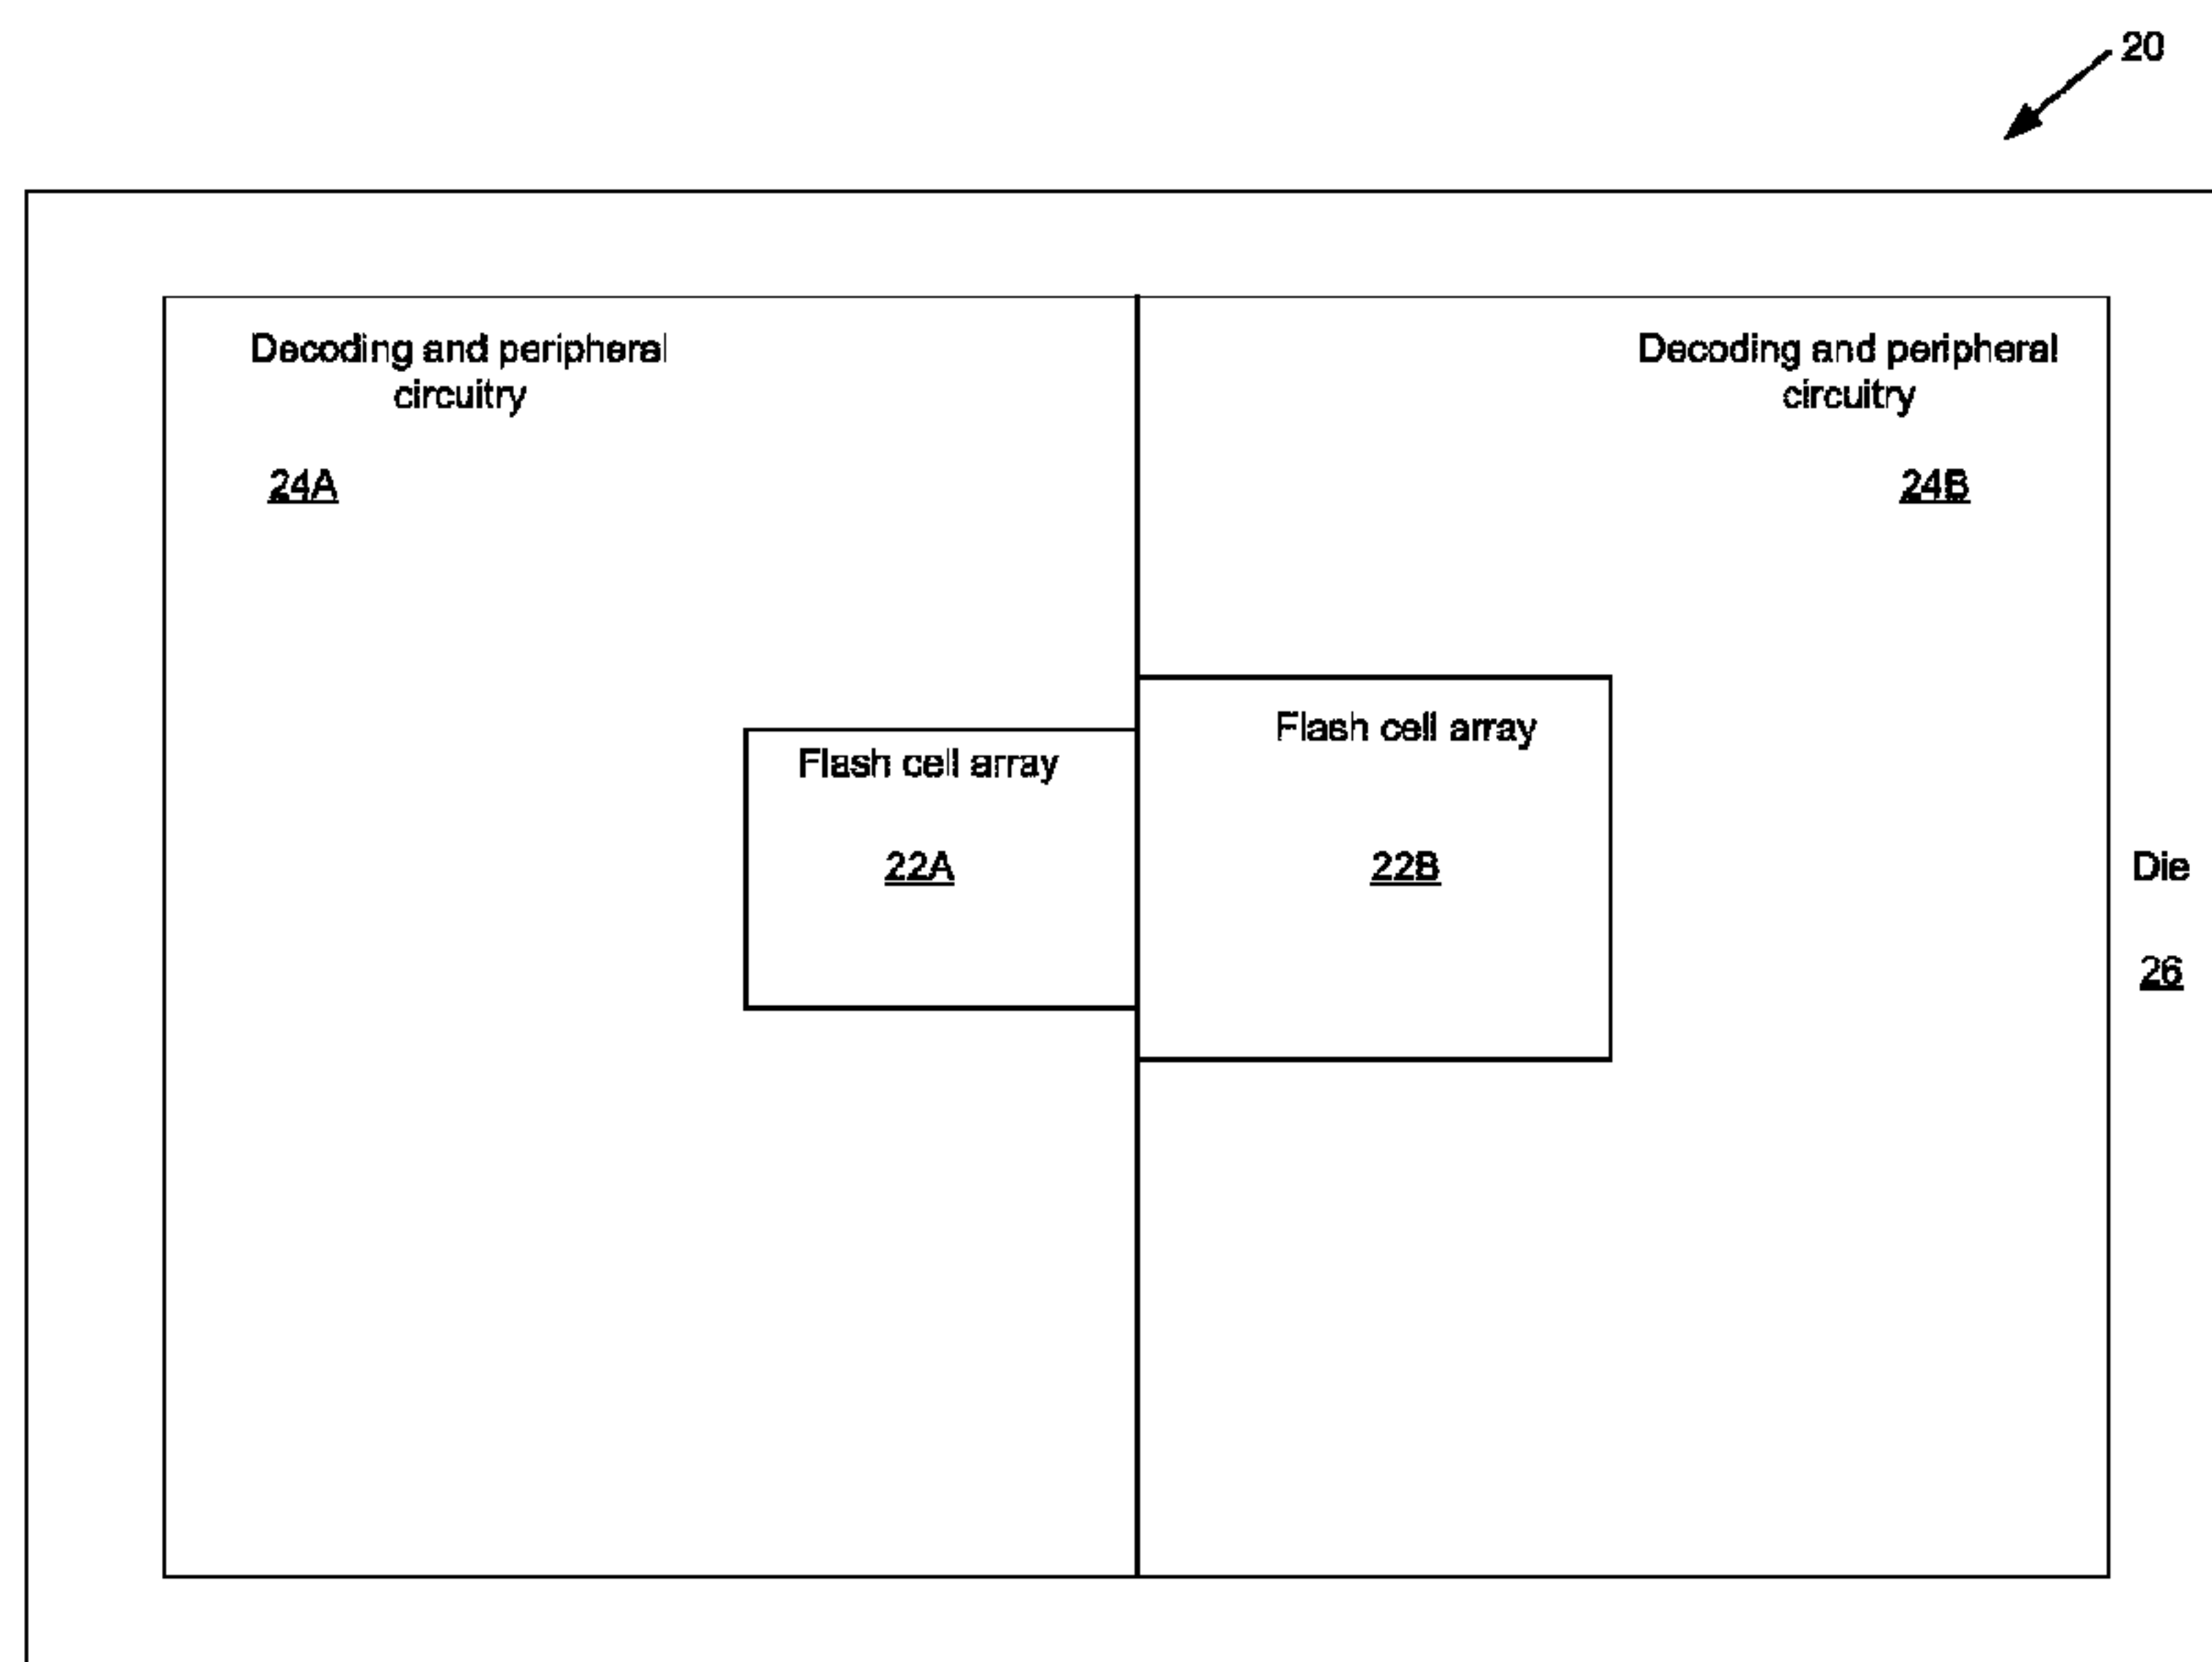 20
Decoding and peripheral
circuitry
24A
Decoding and peripheral
circuitry
24B
Flash cell array
22A
Flash cell array
22B
Die
26